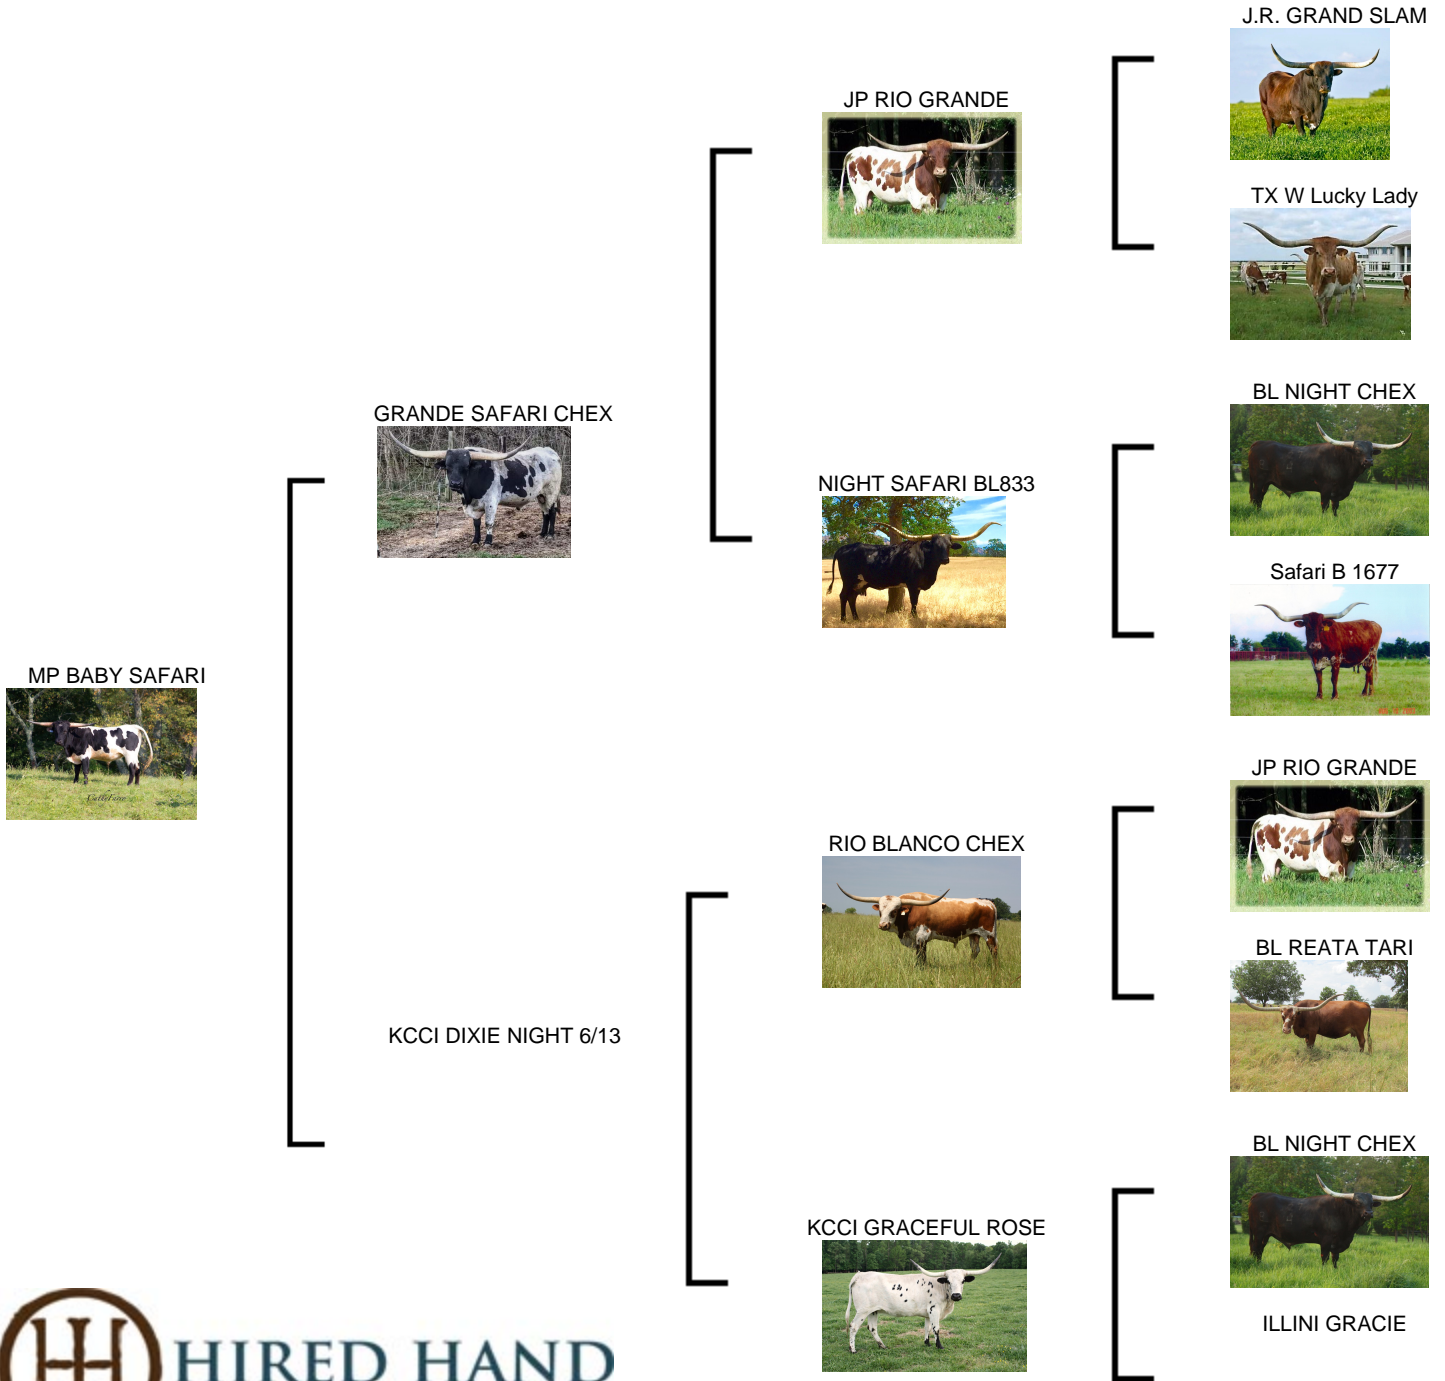 J.R. GRAND SLAM
JP RIO GRANDE
TX W Lucky Lady
BL NIGHT CHEX
GRANDE SAFARI CHEX
NIGHT SAFARI BL833
Safari B 1677
MP BABY SAFARI
JP RIO GRANDE
RIO BLANCO CHEX
BL REATA TARI
KCCI DIXIE NIGHT 6/13
BL NIGHT CHEX
KCCI GRACEFUL ROSE
ILLINI GRACIE
HIRED HAND